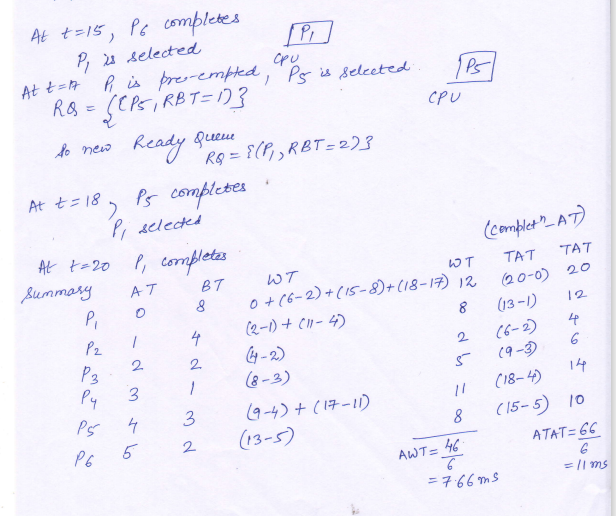 At t=15, P6 completes
P1 is selected
P1
CPU
At t=17 P1 is pre-empted, P5 is selected
P5
CPU
RQ = {(P5, RBT=1)}
So new Ready Queue
RQ = {(P1, RBT=2)}
At t=18, P5 completes
P1 selected
At t=20 P1 completes
(Completn - AT)
Summary AT BT WT WT TAT TAT
P1 0 8 0+(6-2)+(15-8)+(18-17) 12 (20-0) 20
P2 1 4 (2-1)+(11-4) 8 (13-1) 12
P3 2 2 (4-2) 2 (6-2) 4
P4 3 1 (8-3) 5 (9-3) 6
P5 4 3 (9-4)+(17-11) 11 (18-4) 14
P6 5 2 (13-5) 8 (15-5) 10
AWT = 46/6 ATAT = 66/6
= 7.66 ms = 11 ms